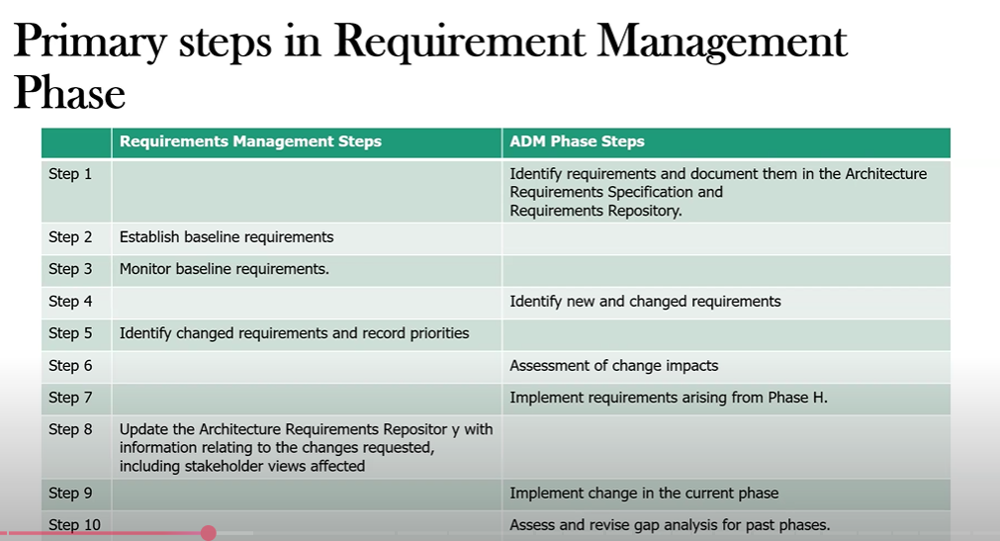 Primary steps in Requirement Management
Phase
Requirements Management Steps ADM Phase Steps
Step 1 Identify requirements and document them in the Architecture
Requirements Specification and
Requirements Repository.
Step 2 Establish baseline requirements
Step 3 Monitor baseline requirements.
Step 4 Identify new and changed requirements
Step 5 Identify changed requirements and record priorities
Step 6 Assessment of change impacts
Step 7 Implement requirements arising from Phase H.
Step 8 Update the Architecture Requirements Repositor y with
information relating to the changes requested,
including stakeholder views affected
Step 9 Implement change in the current phase
Step 10 Assess and revise gap analysis for past phases.